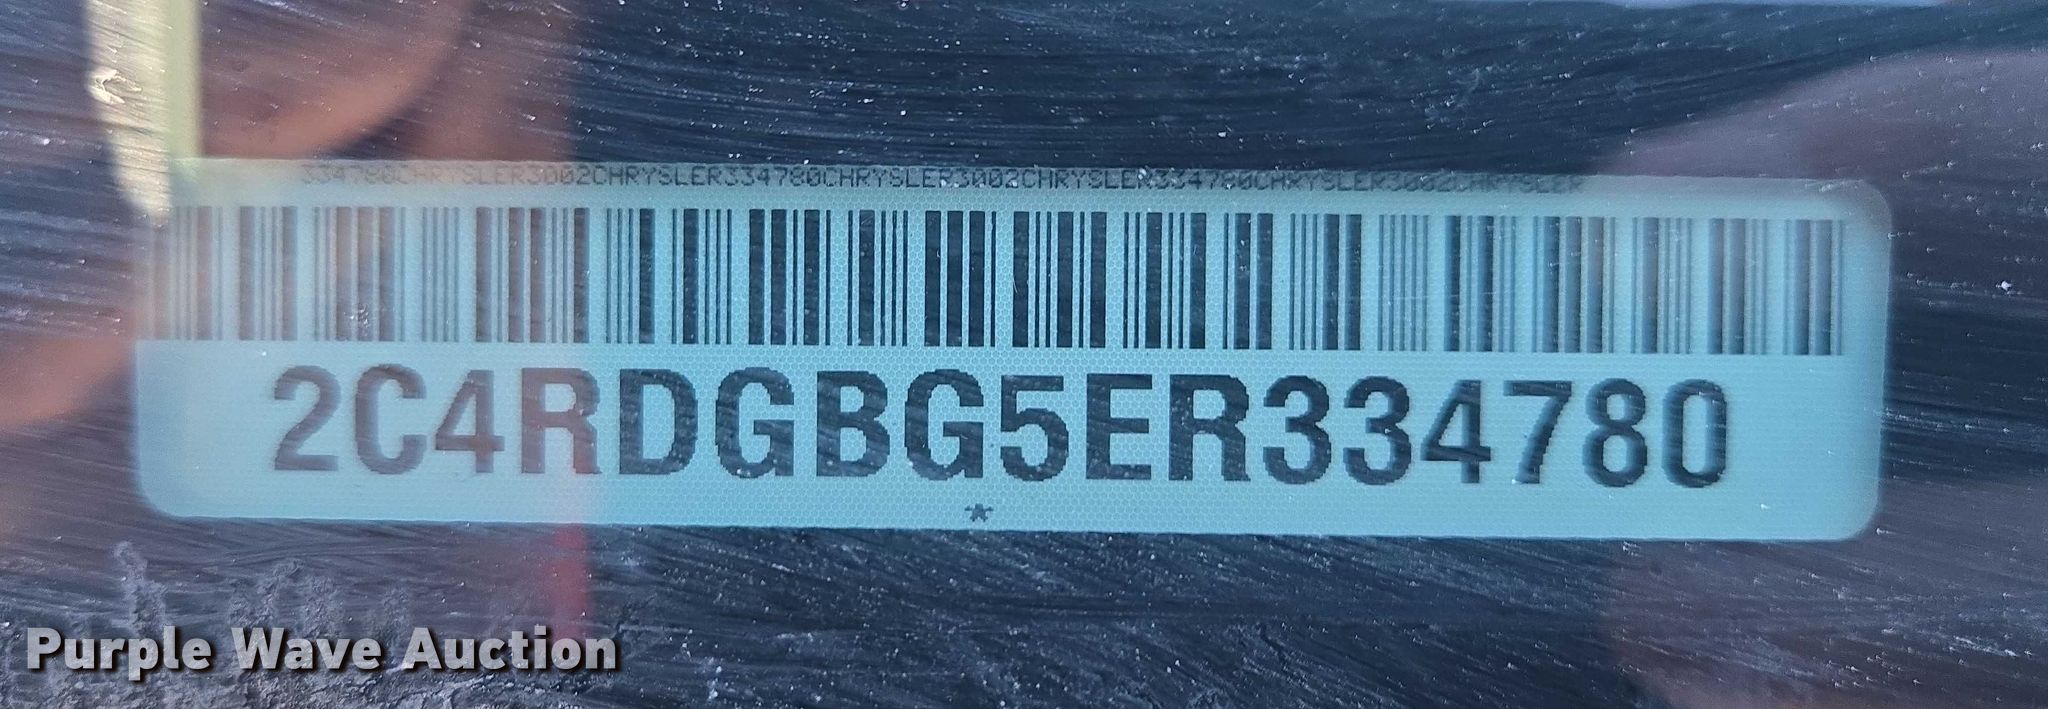 334780CHRYSLER3002CHRYSLER334780CHRYSLER3002CHRYSLER334780CHRYSLER3002CHRYSLER
2C4RDGBG5ER334780
Purple Wave Auction